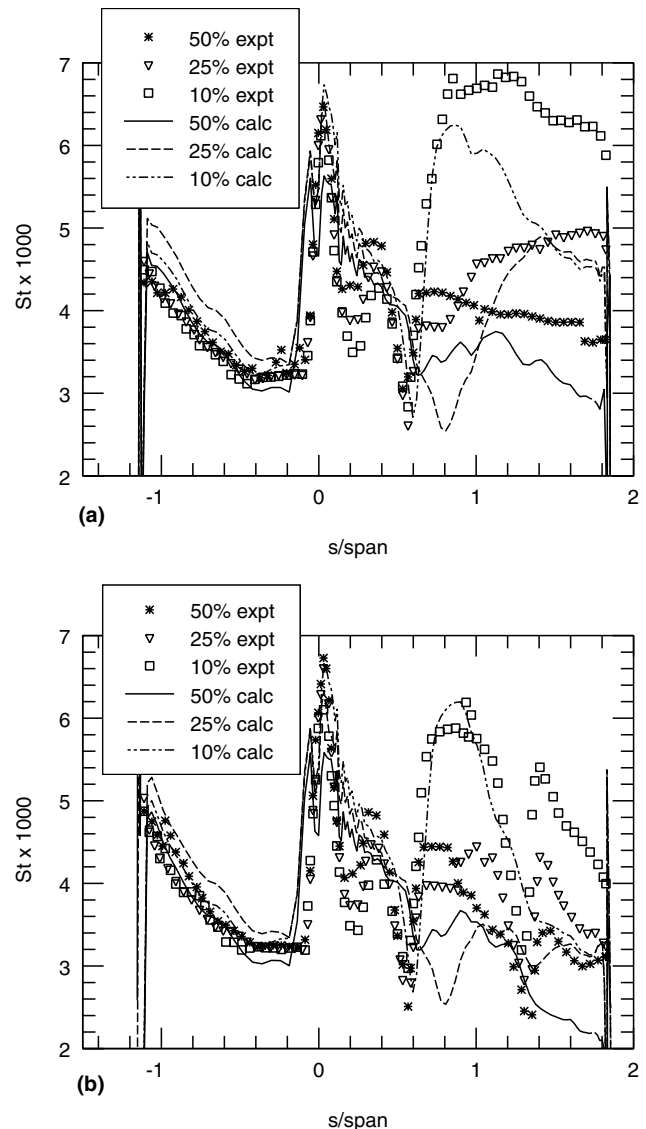 50% expt
25% expt
10% expt
50% calc
25% calc
10% calc
7
6
5
4
3
2
St x 1000
-1
0
1
2
(a)
s/span
50% expt
25% expt
10% expt
50% calc
25% calc
10% calc
7
6
5
4
3
2
St x 1000
-1
0
1
2
(b)
s/span